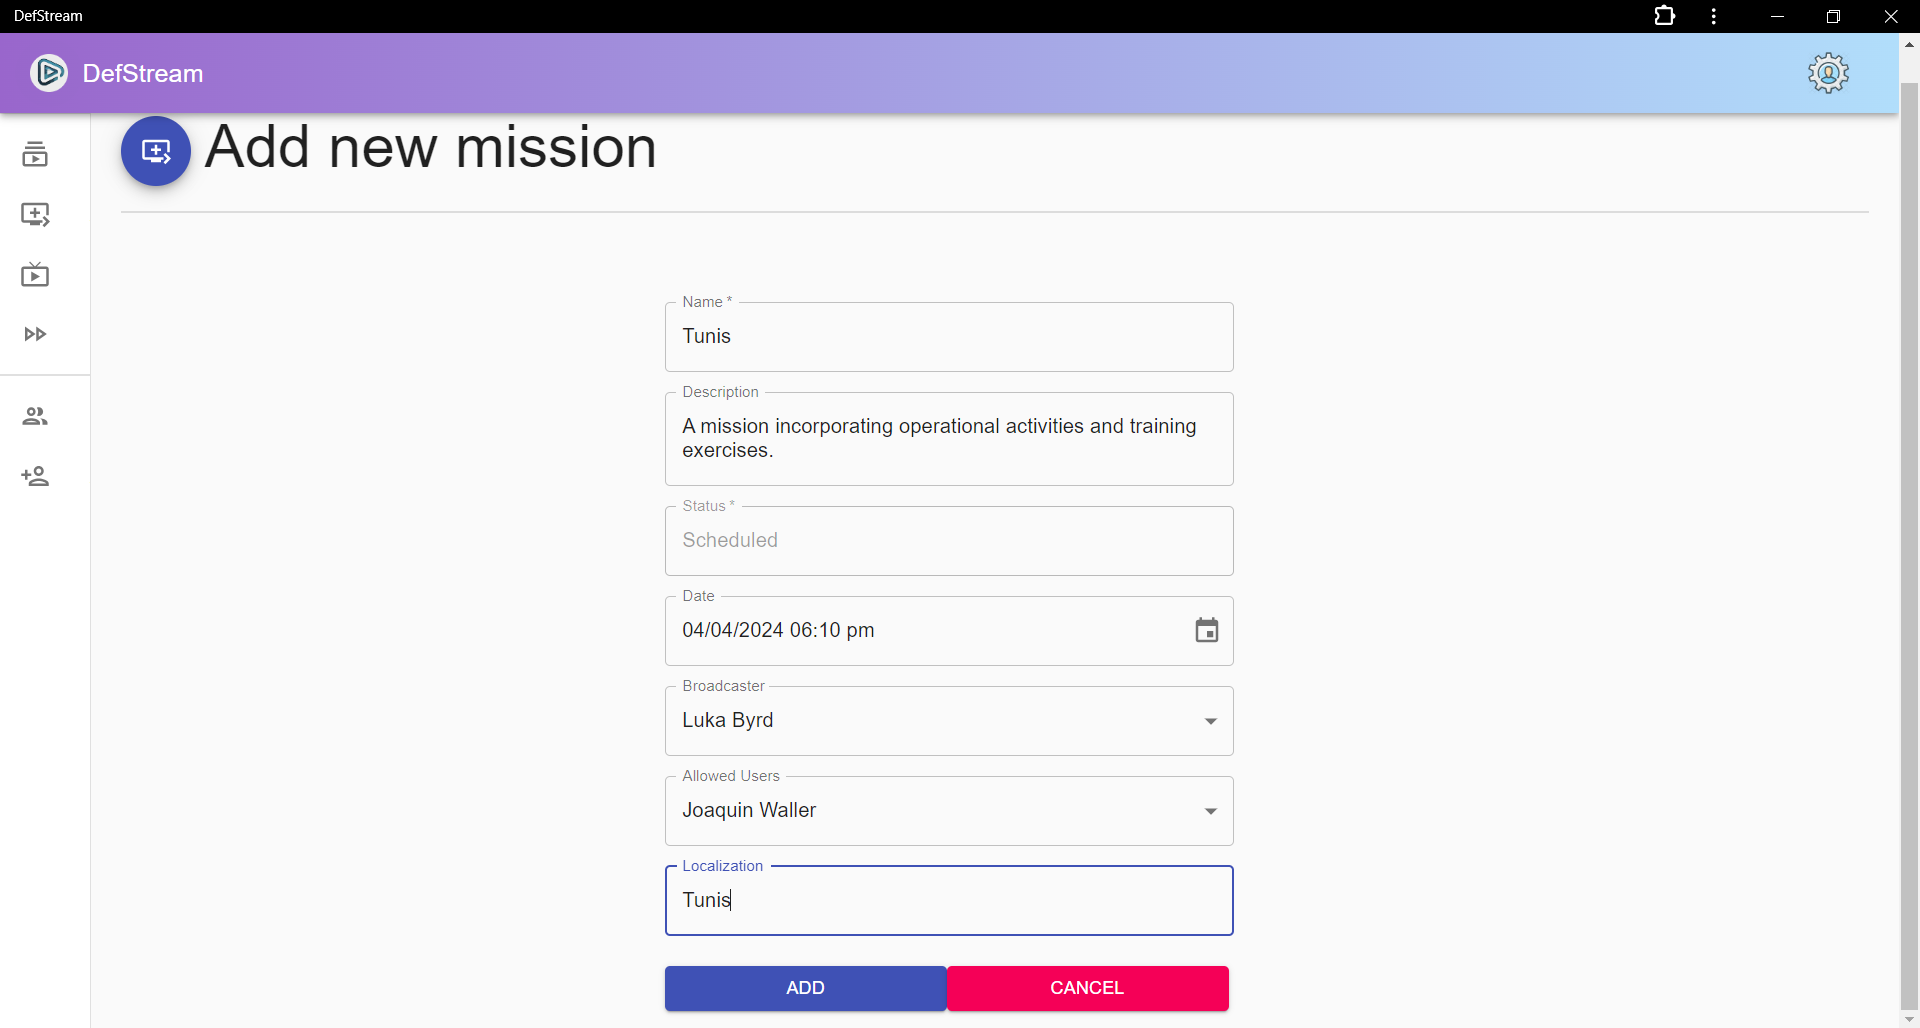 DefStream
DefStream
Add new mission
Name *
Tunis
Description
A mission incorporating operational activities and training
exercises.
Status *
Scheduled
Date
04/04/2024 06:10 pm
Broadcaster
Luka Byrd
Allowed Users
Joaquin Waller
Localization
Tunis
ADD
CANCEL